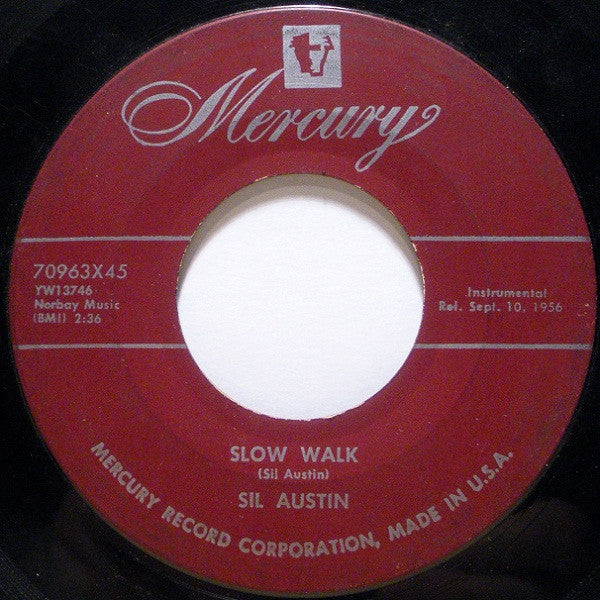 Mercury
70963X45
YW13746
Norbay Music
(BMI) 2:36
Instrumental
Rel. Sept. 10, 1956
SLOW WALK
(Sil Austin)
SIL AUSTIN
MERCURY RECORD CORPORATION, MADE IN U.S.A.